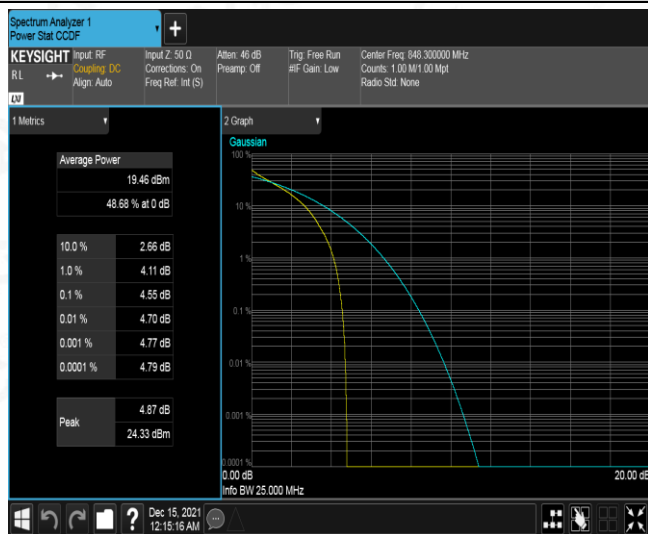 Spectrum Analyzer 1
Power Stat CCDF
+
KEYSIGHT Input: RF Input Z: 50 Ω Atten: 46 dB Trig: Free Run Center Freq: 848.300000 MHz
RL Coupling: DC Corrections: On Preamp: Off #IF Gain: Low Counts: 1.00 M/1.00 Mpt
Align: Auto Freq Ref: Int (S) Radio Std: None
LXI
1 Metrics
Average Power
19.46 dBm
48.68 % at 0 dB
10.0 % 2.66 dB
1.0 % 4.11 dB
0.1 % 4.55 dB
0.01 % 4.70 dB
0.001 % 4.77 dB
0.0001 % 4.79 dB
Peak
4.87 dB
24.33 dBm
2 Graph
Gaussian
100 %
10 %
1 %
0.1 %
0.01 %
0.001 %
0.0001 %
0.00 dB 20.00 dB
Info BW 25.000 MHz
? Dec 15, 2021
12:15:16 AM